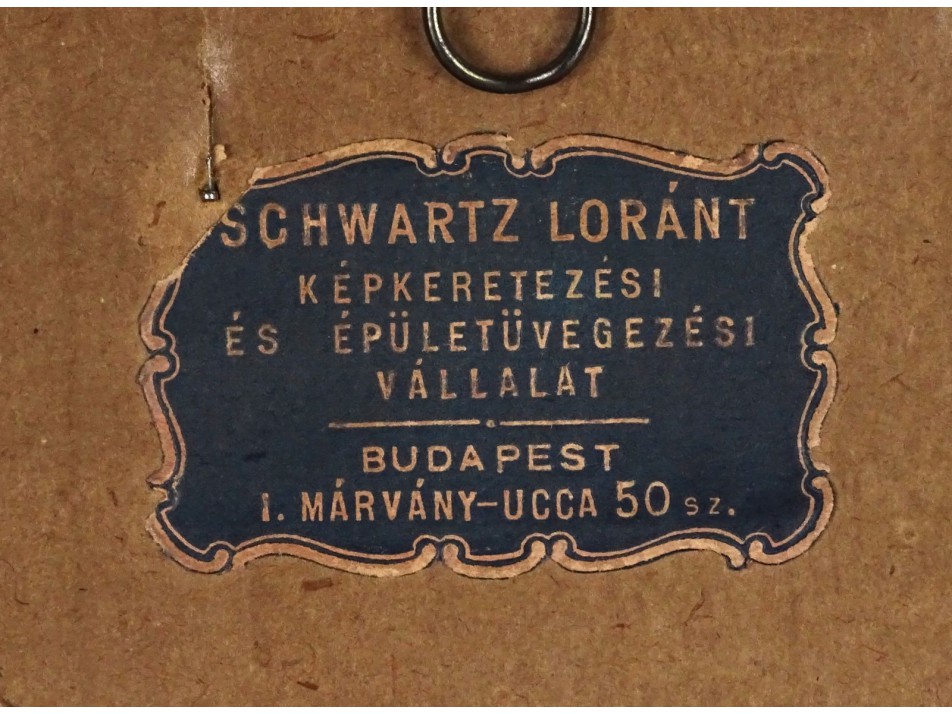 SCHWARTZ LORÁNT
KÉPKERETEZÉSI
ÉS ÉPÜLETÜVEGEZÉSI
VÁLLALAT
BUDAPEST
I. MÁRVÁNY-UCCA 50 SZ.